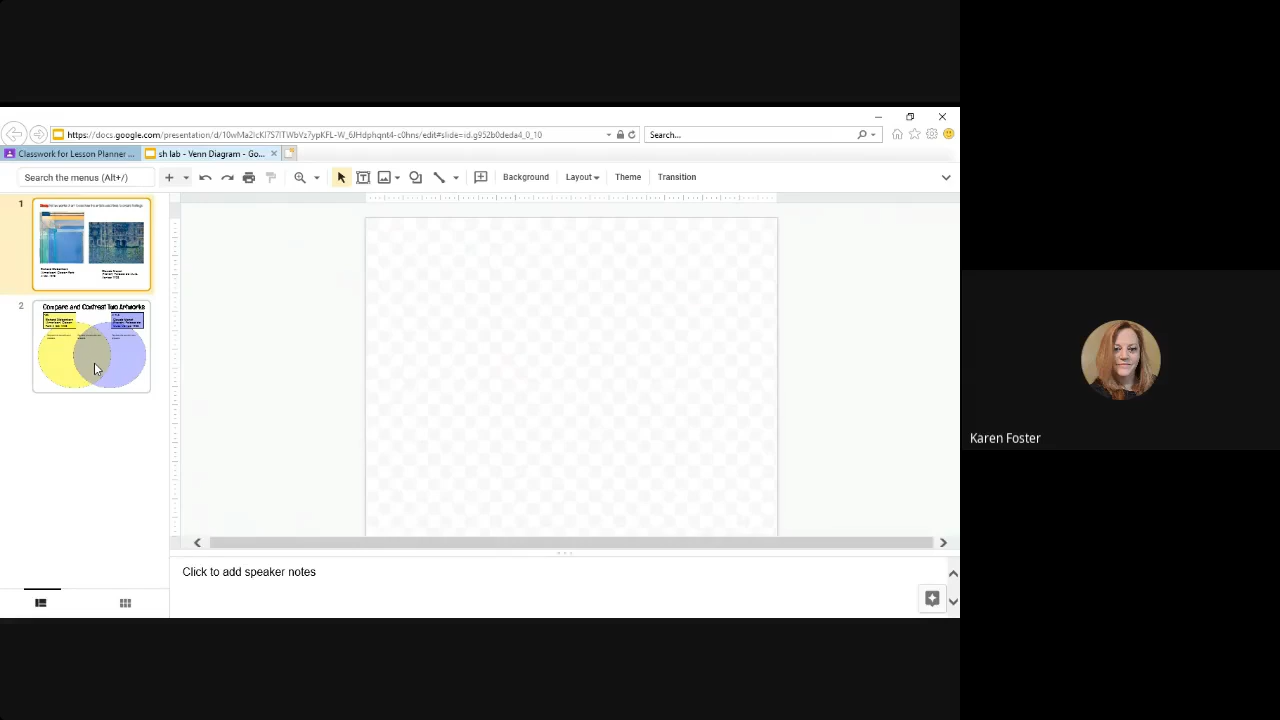 https://docs.google.com/presentation/d/10wMa2IcKl7S7ITWbVz7ypKFL-W_6JHdphqnt4-c0hns/edit#slide=id.g952b0deda4_0_10
Search...
Classwork for Lesson Planner ...
sh lab - Venn Diagram - Go...
Search the menus (Alt+/)
Background
Layout
Theme
Transition
1
2
Compare and Contrast Two Artworks
Karen Foster
Click to add speaker notes